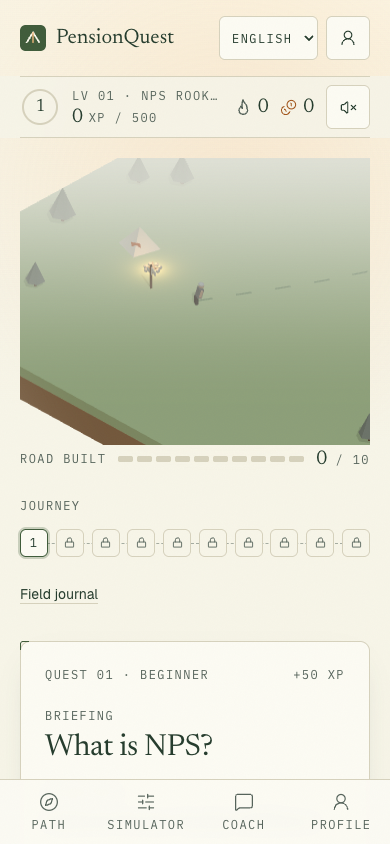 PensionQuest
ENGLISH
1
LV 01 · NPS ROOK…
0 XP / 500
0
0
ROAD BUILT
0 / 10
JOURNEY
1
Field journal
QUEST 01 · BEGINNER
+50 XP
BRIEFING
What is NPS?
PATH
SIMULATOR
COACH
PROFILE